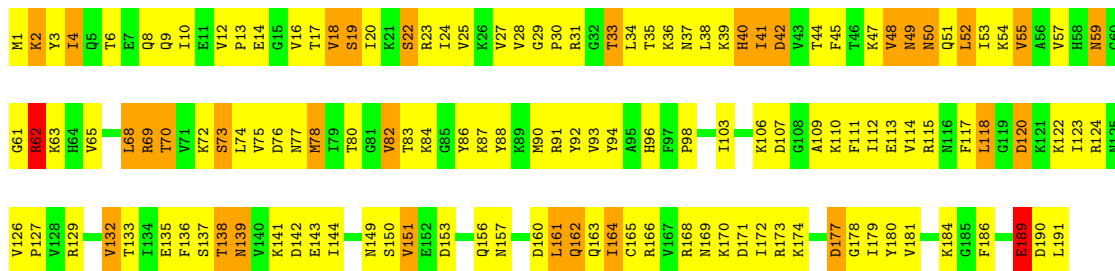 M1 K2 Y3 I4 Q5 T6 E7 Q8 Q9 I10 E11 V12 P13 E14 G15 V16 T17 V18 S19 I20 K21 S22 R23 I24 V25 K26 V27 V28 G29 P30 R31 G32 T33 L34 T35 K36 N37 L38 K39 H40 I41 D42 V43 T44 F45 T46 K47 V48 N49 N50 Q51 L52 I53 K54 V55 A56 V57 H58 N59 G60
G61 R62 K63 H64 V65 L68 R69 T70 V71 K72 S73 L74 V75 D76 N77 M78 I79 T80 G81 V82 T83 K84 G85 Y86 K87 Y88 K89 M90 R91 Y92 V93 Y94 A95 H96 F97 P98 I103 K106 D107 G108 A109 K110 F111 I112 E113 V114 R115 N116 F117 L118 G119 D120 K121 K122 I123 R124 N125
V126 P127 V128 R129 V132 T133 I134 E135 F136 S137 T138 N139 V140 K141 D142 E143 I144 N149 S150 V151 E152 D153 Q156 N157 D160 L161 Q162 Q163 I164 C165 R166 V167 R168 N169 K170 D171 I172 R173 K174 D177 G178 I179 Y180 V181 K184 G185 F186 E189 D190 L191